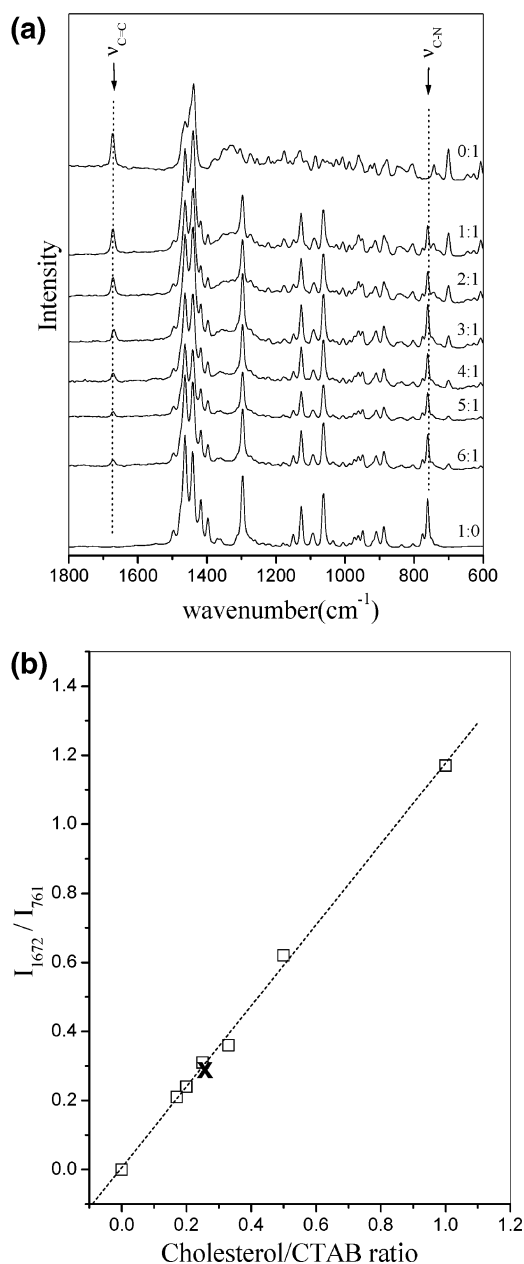 (a)
νC=C
νC-N
0:1
1:1
2:1
3:1
4:1
5:1
6:1
1:0
Intensity
1800 1600 1400 1200 1000 800 600
wavenumber(cm-1)
(b)
1.4
1.2
1.0
0.8
0.6
0.4
0.2
0.0
I1672 / I761
X
0.0 0.2 0.4 0.6 0.8 1.0 1.2
Cholesterol/CTAB ratio